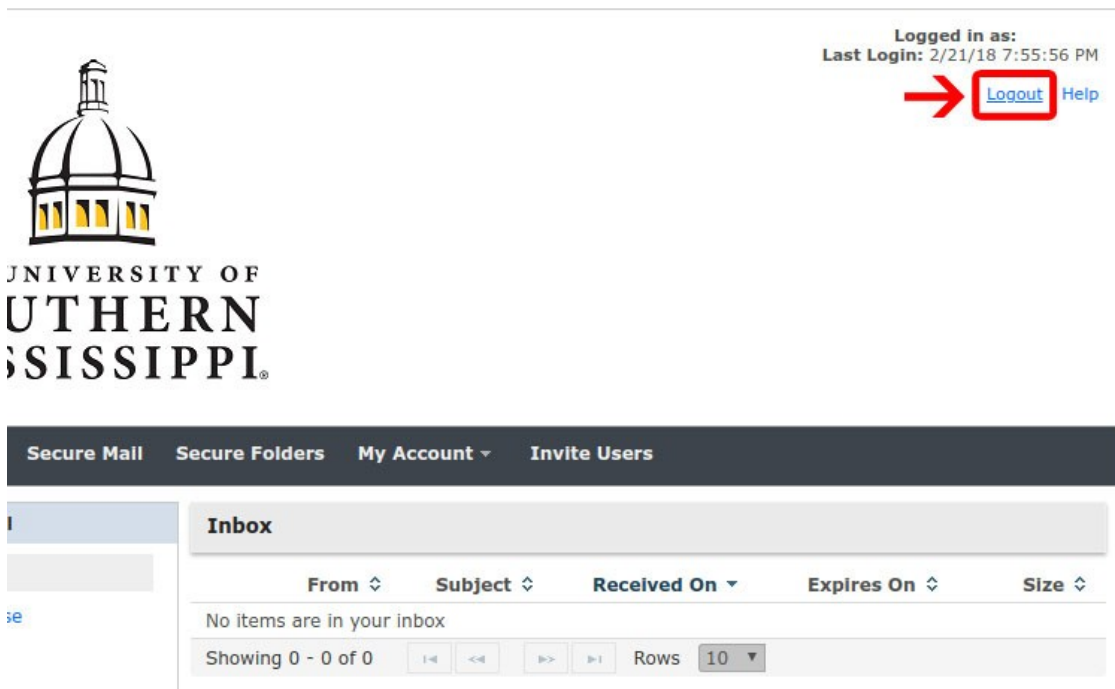 Logged in as:
Last Login: 2/21/18 7:55:56 PM
Logout Help
UNIVERSITY OF
UTHERN
SSISSIPPI®
Secure Mail Secure Folders My Account Invite Users
Inbox
From Subject Received On Expires On Size
se
No items are in your inbox
Showing 0 - 0 of 0 Rows 10